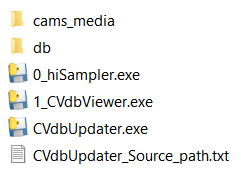 cams_media
db
0_hiSampler.exe
1_CVdbViewer.exe
CVdbUpdater.exe
CVdbUpdater_Source_path.txt